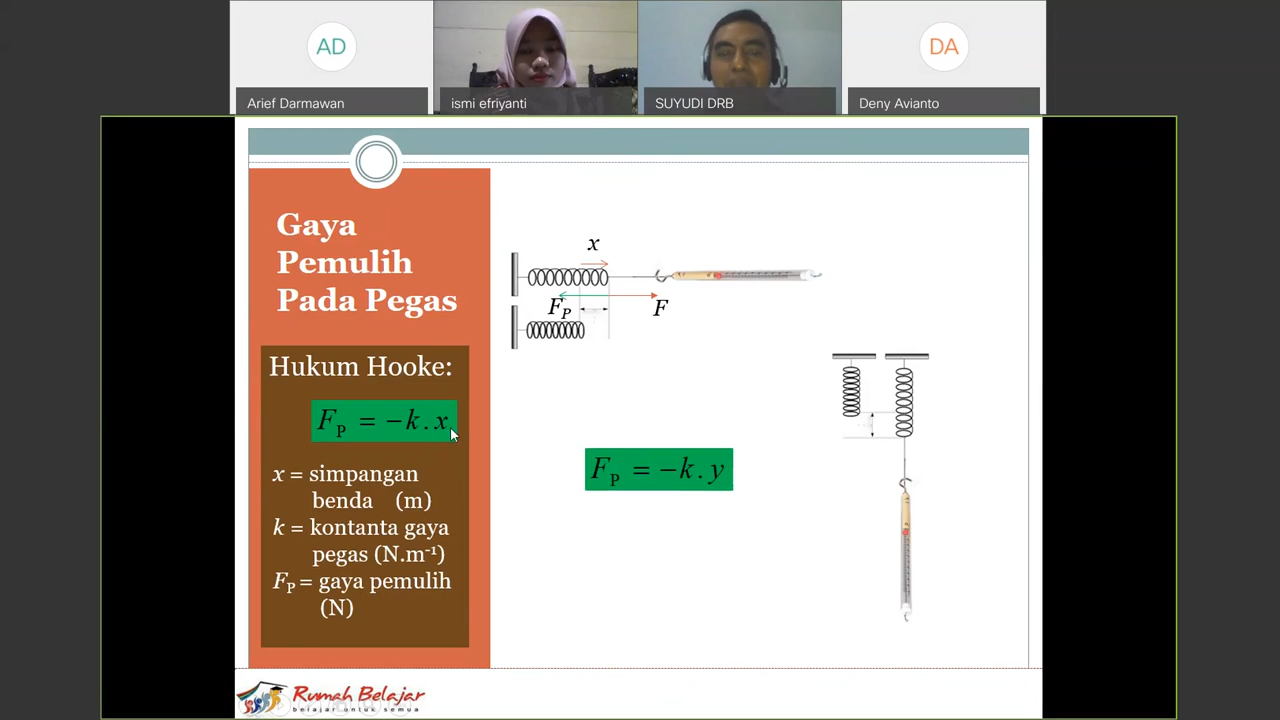 AD
DA
Arief Darmawan
ismi efriyanti
SUYUDI DRB
Deny Avianto
Gaya
Pemulih
Pada Pegas
Hukum Hooke:
F_P = −k . x
x = simpangan
benda (m)
k = kontanta gaya
pegas (N.m⁻¹)
F_P = gaya pemulih
(N)
x
F_P
F
F_P = −k . y
Rumah Belajar
belajar untuk semua